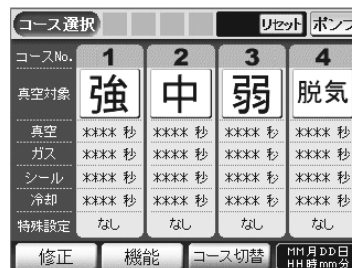 コース選択 リセット ポンプ
コースNo. 1 2 3 4
真空対象 強 中 弱 脱気
真空 **** 秒 **** 秒 **** 秒 **** 秒
ガス **** 秒 **** 秒 **** 秒 **** 秒
シール **** 秒 **** 秒 **** 秒 **** 秒
冷却 **** 秒 **** 秒 **** 秒 **** 秒
特殊設定 なし なし なし なし
修正 機能 コース切替 MM月DD日
HH時mm分